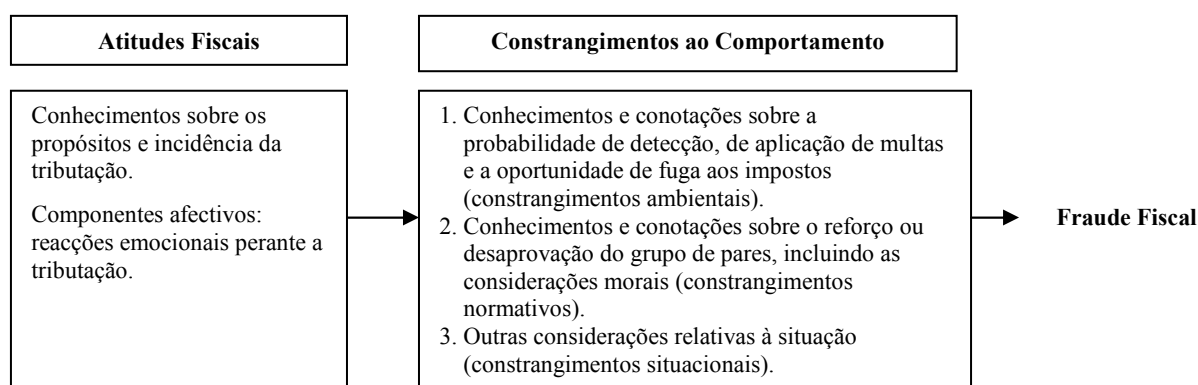 Atitudes Fiscais
Constrangimentos ao Comportamento
Conhecimentos sobre os
propósitos e incidência da
tributação.
Componentes afectivos:
reacções emocionais perante a
tributação.
1. Conhecimentos e conotações sobre a
probabilidade de detecção, de aplicação de multas
e a oportunidade de fuga aos impostos
(constrangimentos ambientais).
2. Conhecimentos e conotações sobre o reforço ou
desaprovação do grupo de pares, incluindo as
considerações morais (constrangimentos
normativos).
3. Outras considerações relativas à situação
(constrangimentos situacionais).
Fraude Fiscal